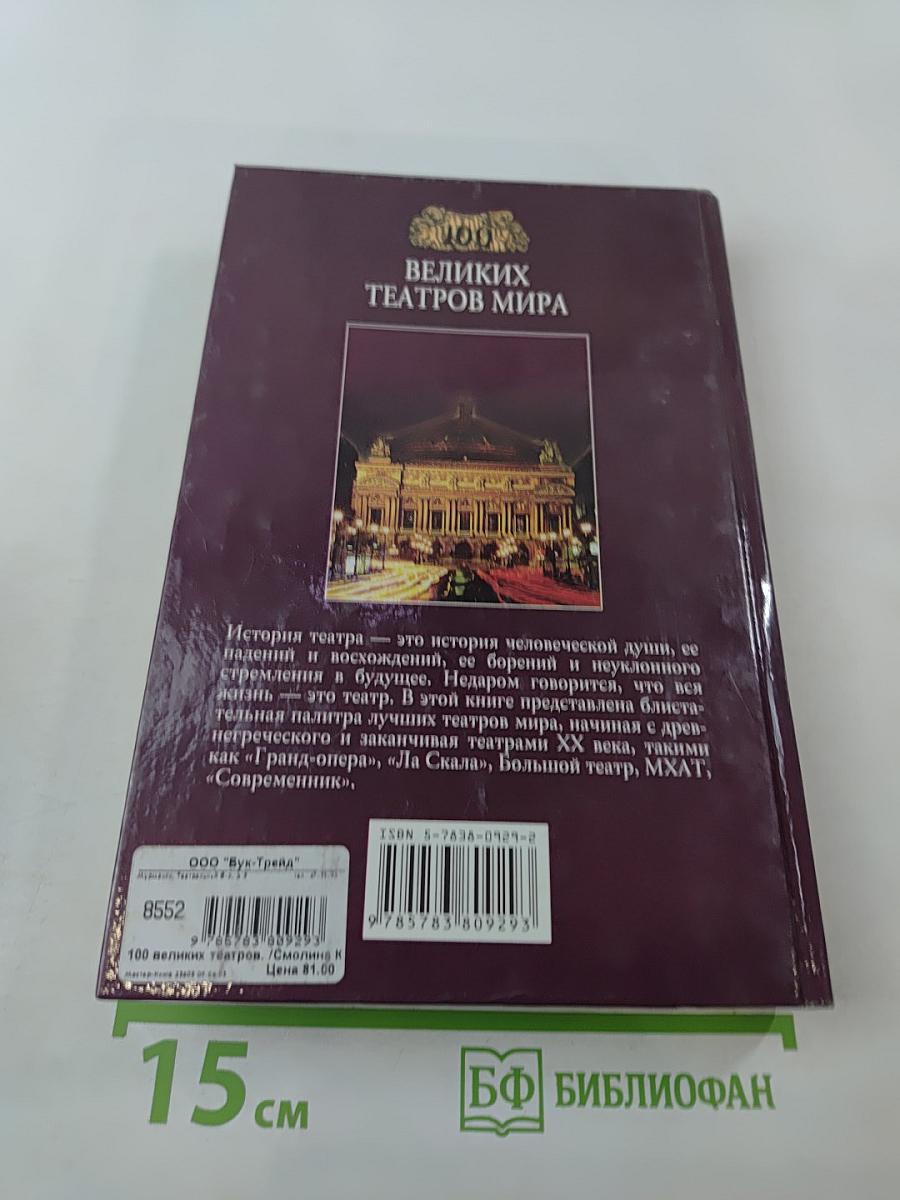 100
ВЕЛИКИХ
ТЕАТРОВ МИРА
История театра — это история человеческой души, ее
падений и восхождений, ее борений и неуклонного
стремления в будущее. Недаром говорится, что вся
жизнь — это театр. В этой книге представлена блиста-
тельная палитра лучших театров мира, начиная с древ-
негреческого и заканчивая театрами XX века, такими
как «Гранд-опера», «Ла Скала», Большой театр, МХАТ,
«Современник».
ISBN 5-7838-0929-2
9 785783 809293
ООО "Бук-Трейд"
8552
9 785783 809293
100 великих театров. /Смолина К
Цена 81.00
15 см
БФ БИБЛИОФАН